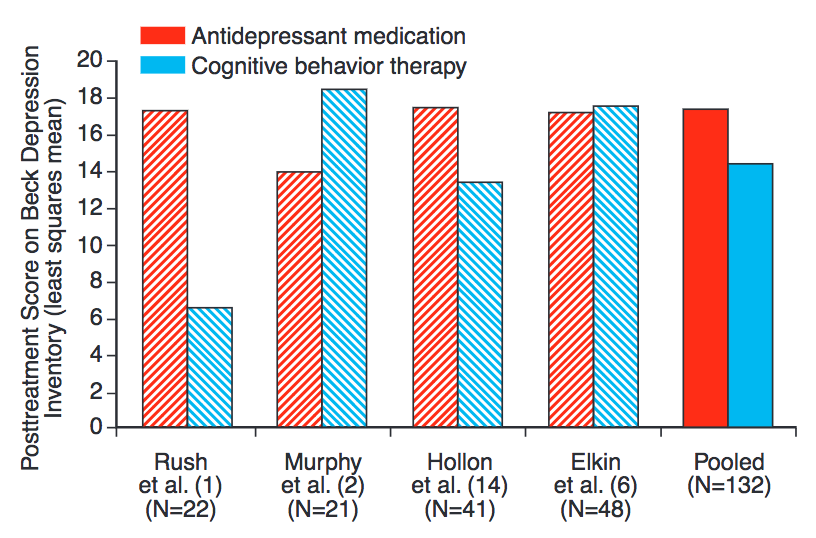 Antidepressant medication
Cognitive behavior therapy
Posttreatment Score on Beck Depression
Inventory (least squares mean)
20
18
16
14
12
10
8
6
4
2
0
Rush
et al. (1)
(N=22)
Murphy
et al. (2)
(N=21)
Hollon
et al. (14)
(N=41)
Elkin
et al. (6)
(N=48)
Pooled
(N=132)